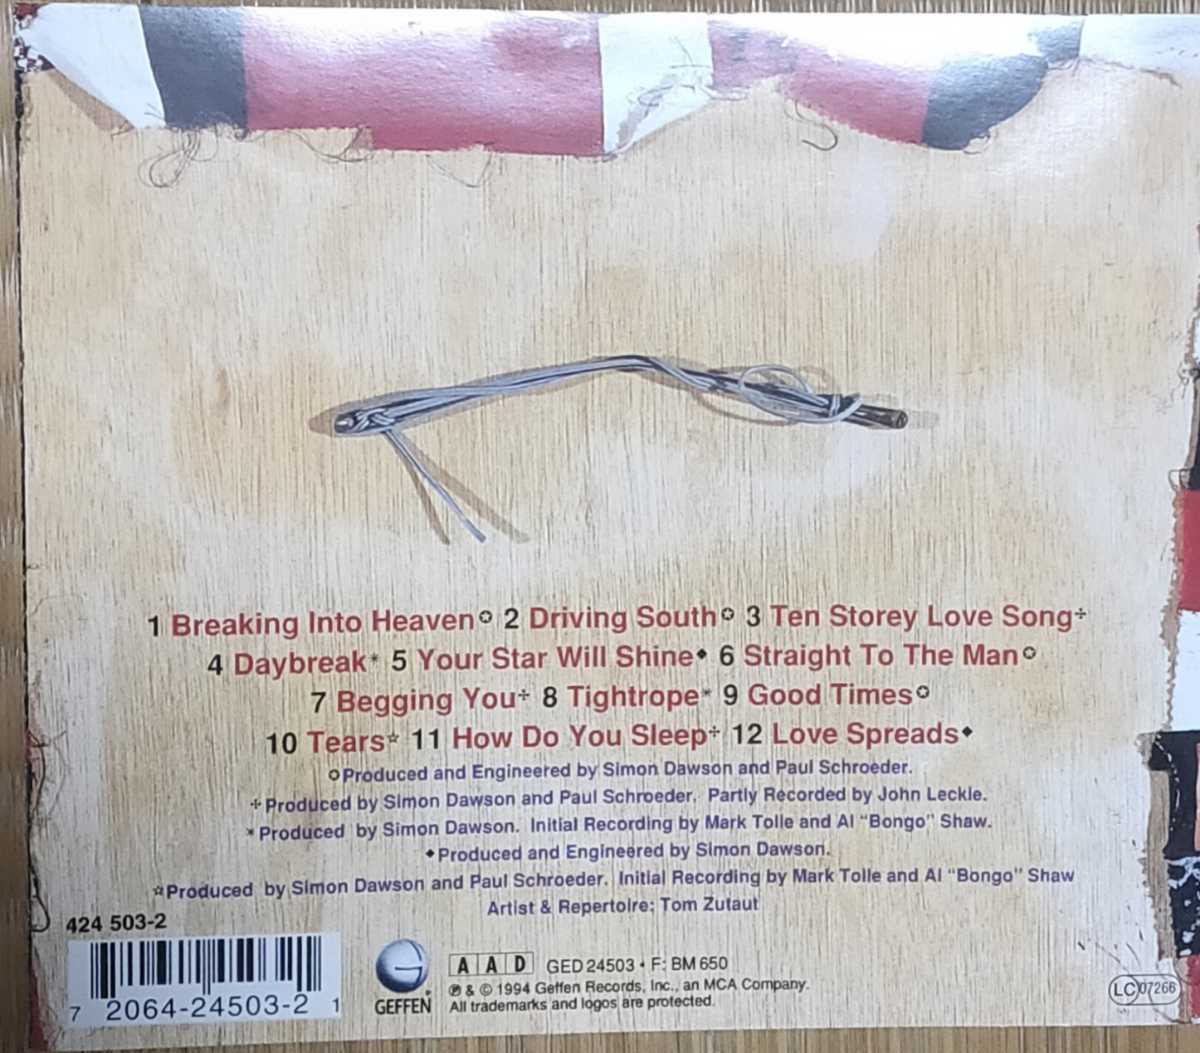 1 Breaking Into Heaven✪ 2 Driving South✪ 3 Ten Storey Love Song÷
4 Daybreak* 5 Your Star Will Shine◆ 6 Straight To The Man✪
7 Begging You÷ 8 Tightrope* 9 Good Times✪
10 Tears☆ 11 How Do You Sleep÷ 12 Love Spreads◆
✪Produced and Engineered by Simon Dawson and Paul Schroeder.
÷Produced by Simon Dawson and Paul Schroeder. Partly Recorded by John Leckie.
*Produced by Simon Dawson. Initial Recording by Mark Tolle and Al "Bongo" Shaw.
◆Produced and Engineered by Simon Dawson.
☆Produced by Simon Dawson and Paul Schroeder. Initial Recording by Mark Tolle and Al "Bongo" Shaw
Artist & Repertoire: Tom Zutaut
424 503-2
7 2064-24503-2 1
GEFFEN
AAD GED 24503 • F: BM 650
℗ & © 1994 Geffen Records, Inc., an MCA Company.
All trademarks and logos are protected.
LC 07266